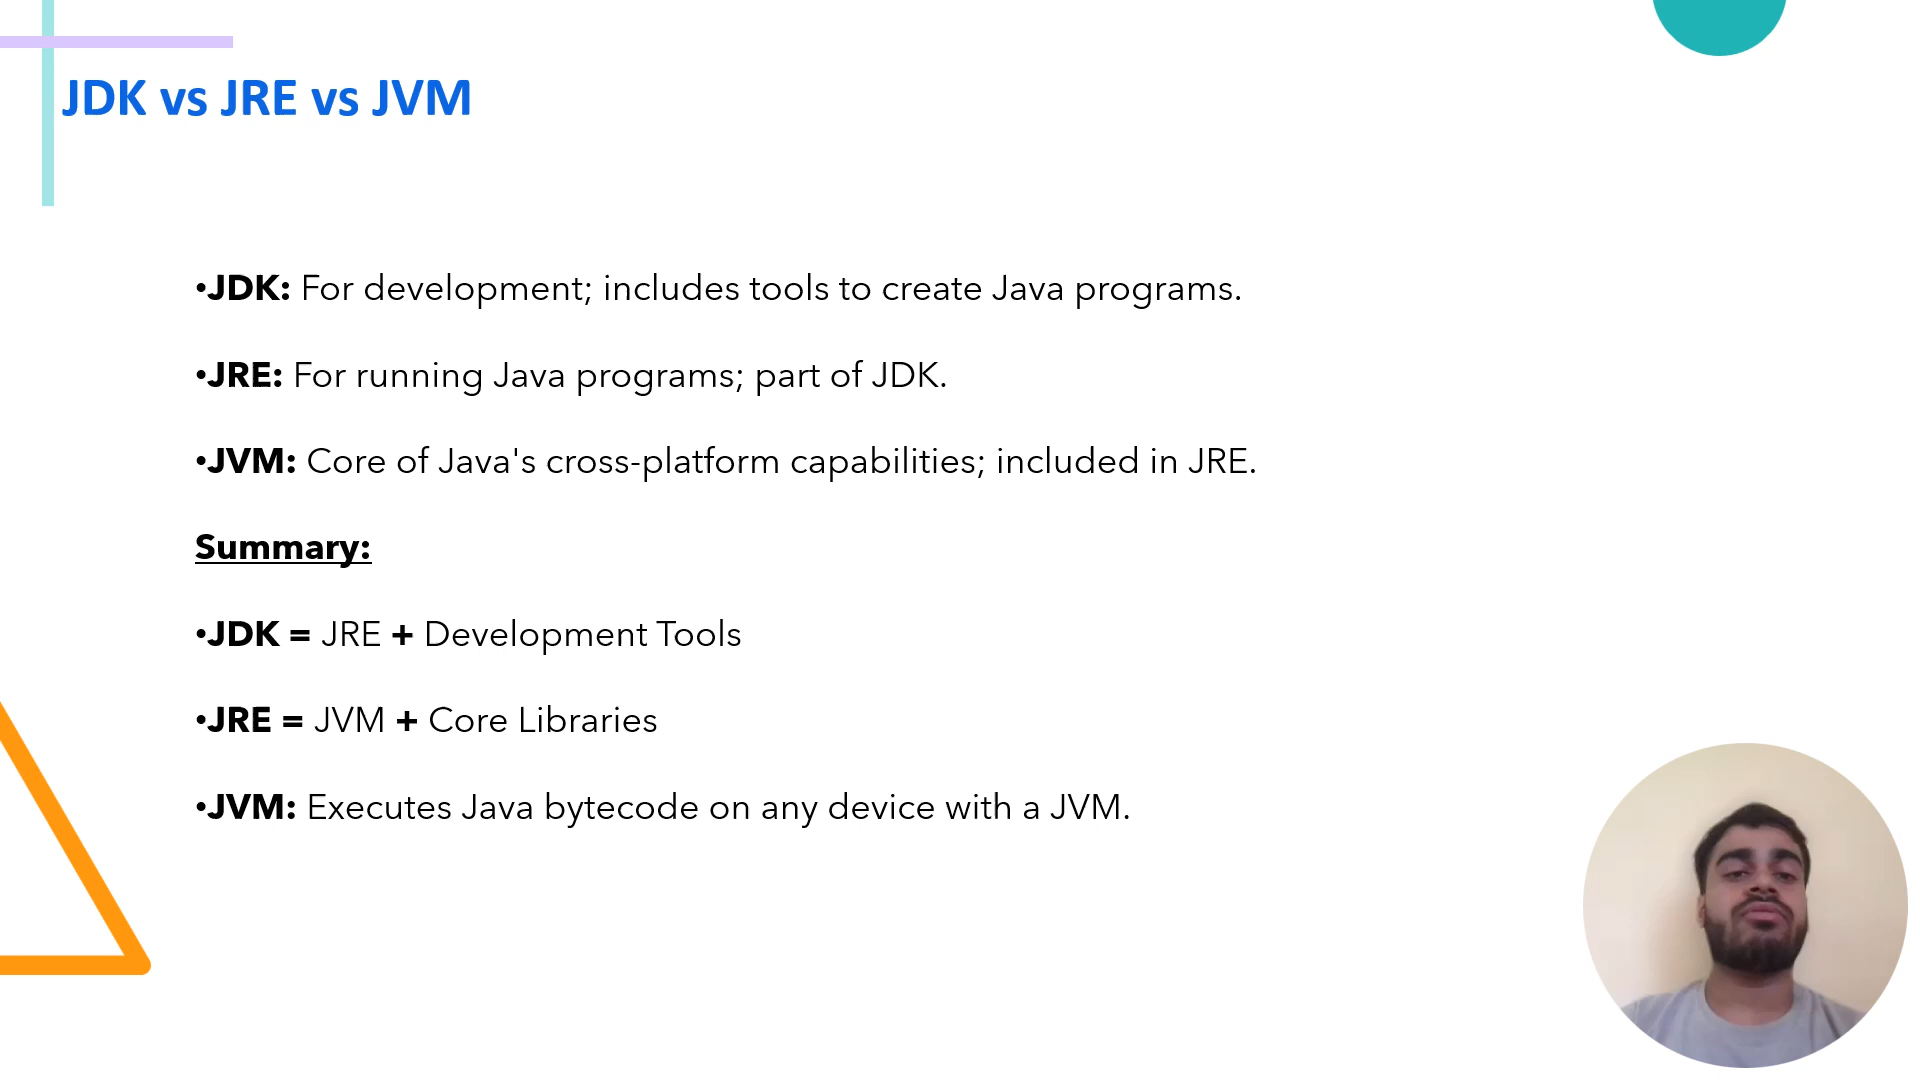 JDK vs JRE vs JVM
•JDK: For development; includes tools to create Java programs.
•JRE: For running Java programs; part of JDK.
•JVM: Core of Java's cross-platform capabilities; included in JRE.
Summary:
•JDK = JRE + Development Tools
•JRE = JVM + Core Libraries
•JVM: Executes Java bytecode on any device with a JVM.